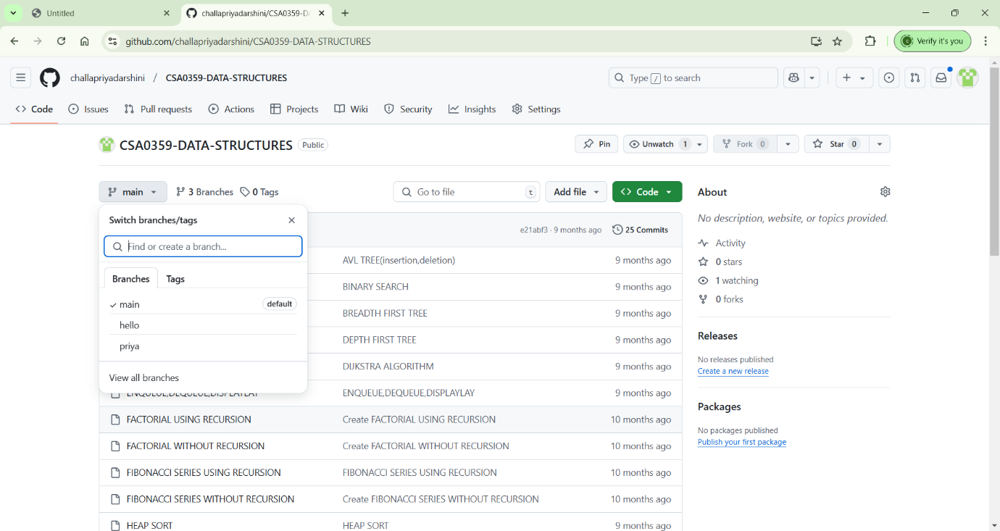 Untitled
challapriyadarshini/CSA0359-DA
github.com/challapriyadarshini/CSA0359-DATA-STRUCTURES
Verify it's you
challapriyadarshini / CSA0359-DATA-STRUCTURES
Type / to search
Code
Issues
Pull requests
Actions
Projects
Wiki
Security
Insights
Settings
CSA0359-DATA-STRUCTURES Public
Pin
Unwatch 1
Fork 0
Star 0
main
3 Branches
0 Tags
Go to file t
Add file
Code
About
Switch branches/tags
Find or create a branch...
Branches
Tags
main default
hello
priya
View all branches
e21abf3 · 9 months ago
25 Commits
AVL TREE(insertion,deletion) 9 months ago
BINARY SEARCH 9 months ago
BREADTH FIRST TREE 9 months ago
DEPTH FIRST TREE 9 months ago
DIJKSTRA ALGORITHM 9 months ago
ENQUEUE,DEQUEUE,DISPLAYLAY ENQUEUE,DEQUEUE,DISPLAYLAY 9 months ago
FACTORIAL USING RECURSION Create FACTORIAL USING RECURSION 10 months ago
FACTORIAL WITHOUT RECURSION Create FACTORIAL WITHOUT RECURSION 10 months ago
FIBONACCI SERIES USING RECURSION FIBONACCI SERIES USING RECURSION 10 months ago
FIBONACCI SERIES WITHOUT RECURSION Create FIBONACCI SERIES WITHOUT RECURSION 10 months ago
HEAP SORT HEAP SORT 9 months ago
No description, website, or topics provided.
Activity
0 stars
1 watching
0 forks
Releases
No releases published
Create a new release
Packages
No packages published
Publish your first package